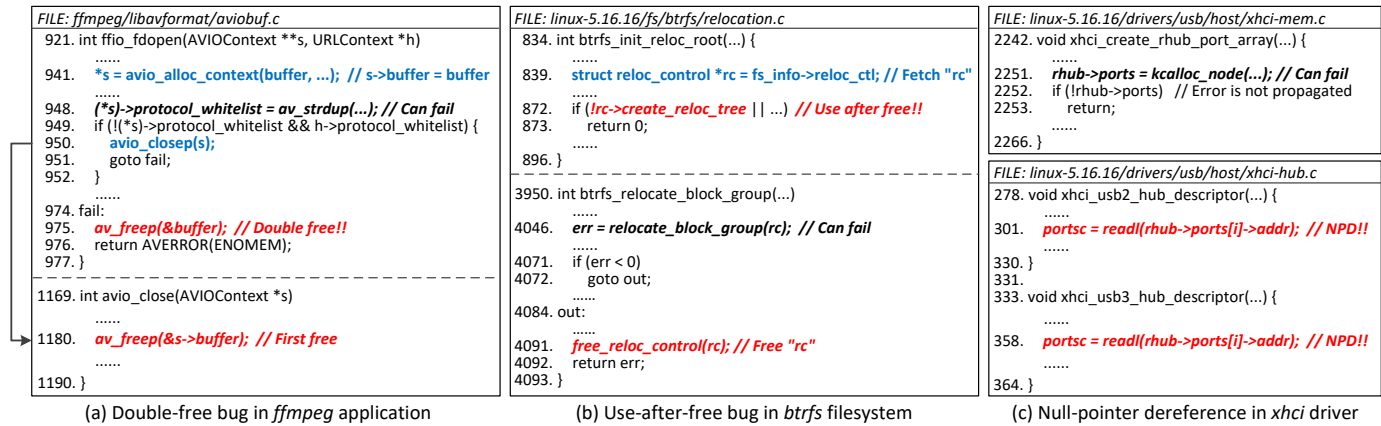 FILE: ffmpeg/libavformat/aviobuf.c
921. int ffio_fdopen(AVIOContext **s, URLContext *h)
......
941. *s = avio_alloc_context(buffer, ...); // s->buffer = buffer
......
948. (*s)->protocol_whitelist = av_strdup(...); // Can fail
949. if (!(*s)->protocol_whitelist && h->protocol_whitelist) {
950. avio_closep(s);
951. goto fail;
952. }
......
974. fail:
975. av_freep(&buffer); // Double free!!
976. return AVERROR(ENOMEM);
977. }
1169. int avio_close(AVIOContext *s)
......
1180. av_freep(&s->buffer); // First free
......
1190. }
(a) Double-free bug in ffmpeg application
FILE: linux-5.16.16/fs/btrfs/relocation.c
834. int btrfs_init_reloc_root(...) {
......
839. struct reloc_control *rc = fs_info->reloc_ctl; // Fetch "rc"
......
872. if (!rc->create_reloc_tree || ...) // Use after free!!
873. return 0;
......
896. }
3950. int btrfs_relocate_block_group(...)
......
4046. err = relocate_block_group(rc); // Can fail
......
4071. if (err < 0)
4072. goto out;
......
4084. out:
......
4091. free_reloc_control(rc); // Free "rc"
4092. return err;
4093. }
(b) Use-after-free bug in btrfs filesystem
FILE: linux-5.16.16/drivers/usb/host/xhci-mem.c
2242. void xhci_create_rhub_port_array(...) {
......
2251. rhub->ports = kcalloc_node(...); // Can fail
2252. if (!rhub->ports) // Error is not propagated
2253. return;
......
2266. }
FILE: linux-5.16.16/drivers/usb/host/xhci-hub.c
278. void xhci_usb2_hub_descriptor(...) {
......
301. portsc = readl(rhub->ports[i]->addr); // NPD!!
......
330. }
331.
333. void xhci_usb3_hub_descriptor(...) {
......
358. portsc = readl(rhub->ports[i]->addr); // NPD!!
......
364. }
(c) Null-pointer dereference in xhci driver